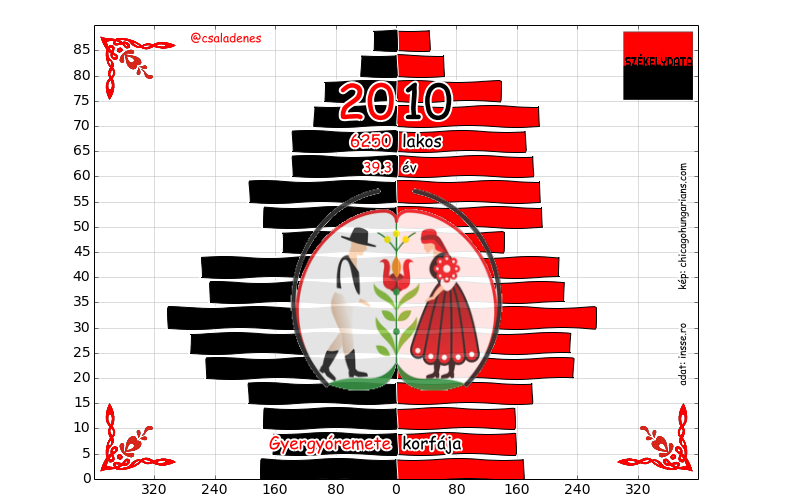 @csaladenes
SZÉKELYDATA
2010
6250 lakos
39.3 év
kép: chicagohungarians.com
adat: insse.ro
Gyergyóremete korfája
85
80
75
70
65
60
55
50
45
40
35
30
25
20
15
10
5
0
320 240 160 80 0 80 160 240 320